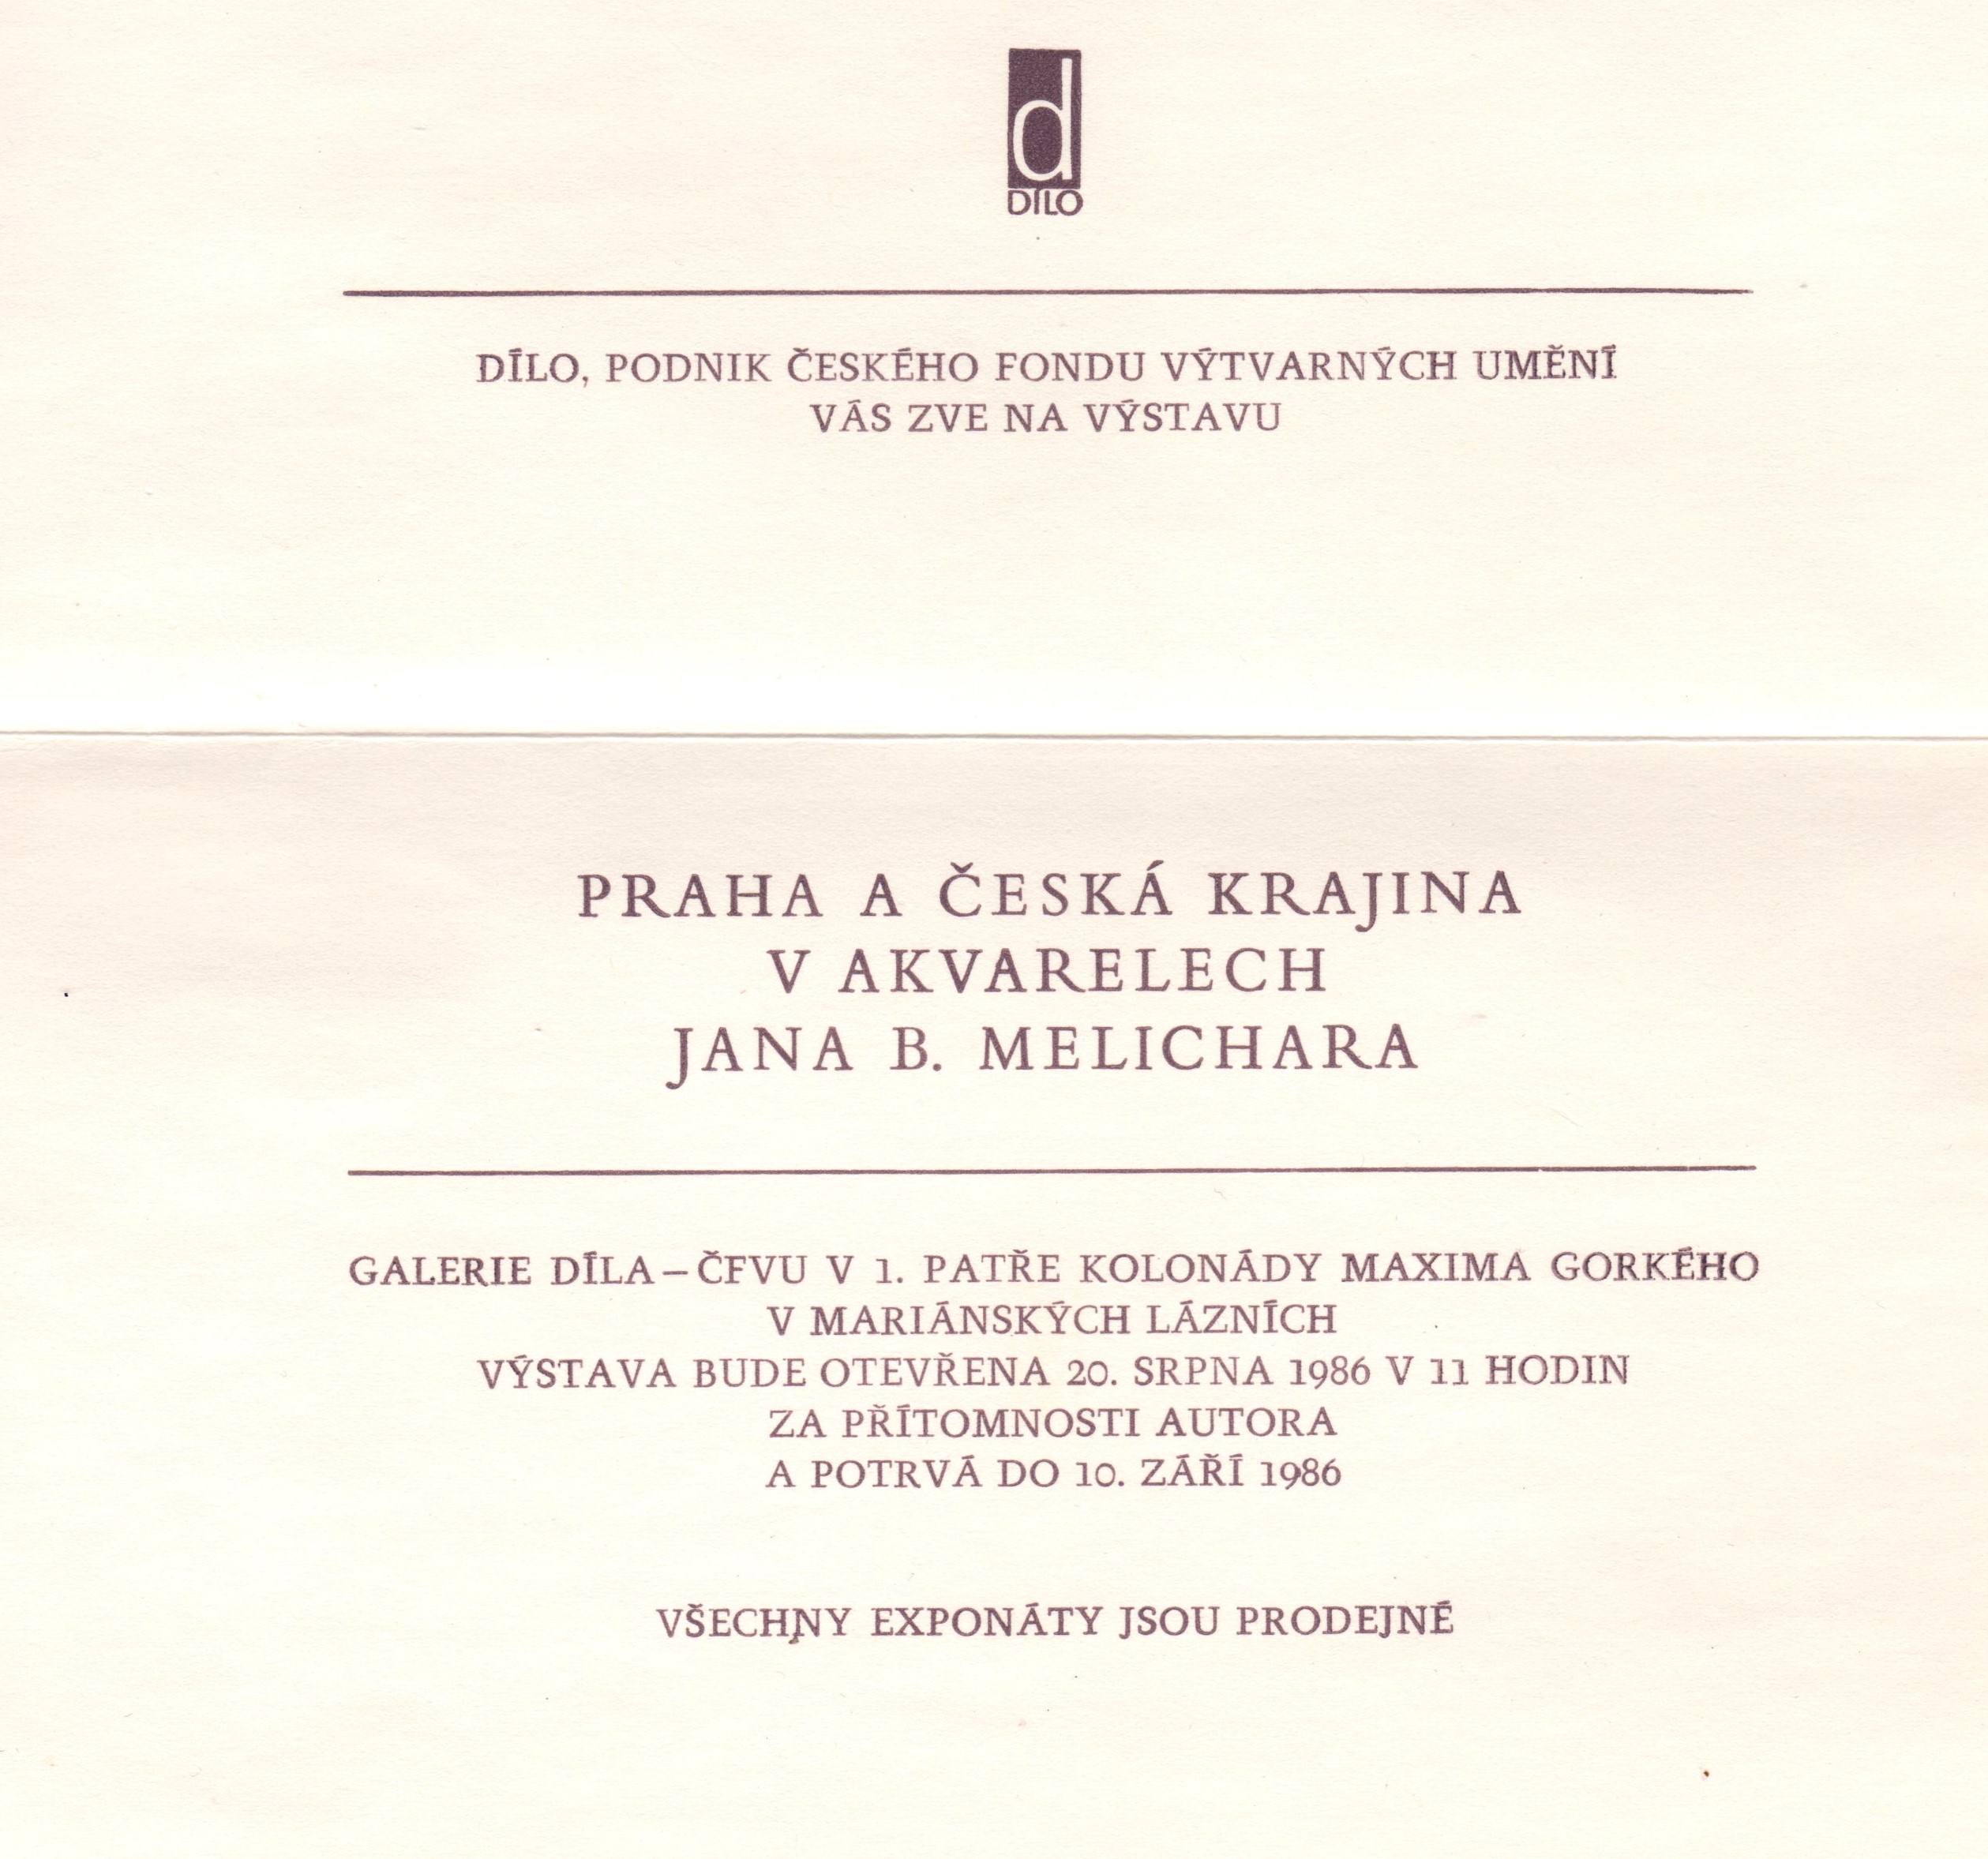 d
DÍLO
DÍLO, PODNIK ČESKÉHO FONDU VÝTVARNÝCH UMĚNÍ
VÁS ZVE NA VÝSTAVU
PRAHA A ČESKÁ KRAJINA
V AKVARELECH
JANA B. MELICHARA
GALERIE DÍLA – ČFVU V 1. PATŘE KOLONÁDY MAXIMA GORKÉHO
V MARIÁNSKÝCH LÁZNÍCH
VÝSTAVA BUDE OTEVŘENA 20. SRPNA 1986 V 11 HODIN
ZA PŘÍTOMNOSTI AUTORA
A POTRVÁ DO 10. ZÁŘÍ 1986
VŠECHNY EXPONÁTY JSOU PRODEJNÉ